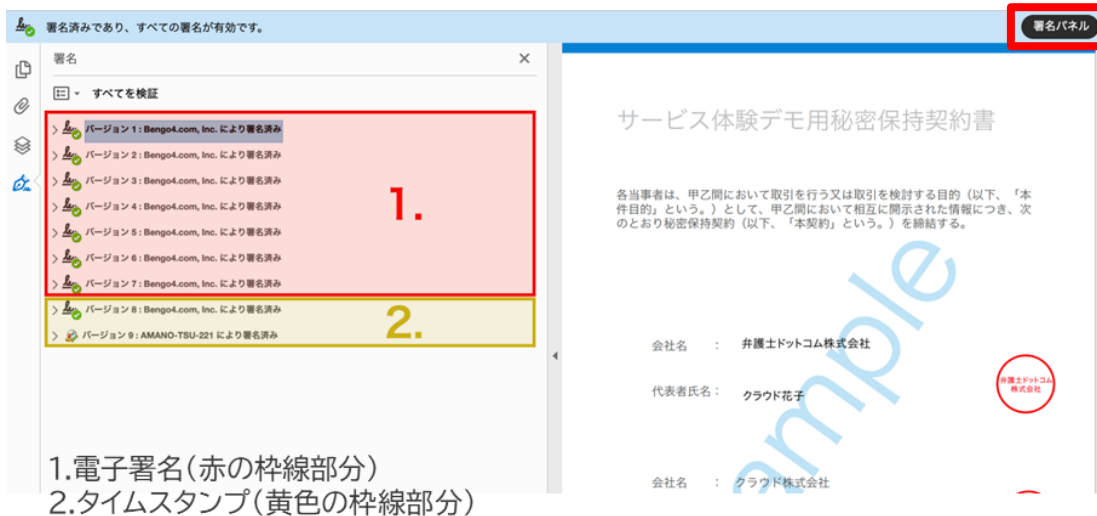 署名済みであり、すべての署名が有効です。
署名パネル
署名
すべてを検証
バージョン 1 : Bengo4.com, Inc. により署名済み
バージョン 2 : Bengo4.com, Inc. により署名済み
バージョン 3 : Bengo4.com, Inc. により署名済み
バージョン 4 : Bengo4.com, Inc. により署名済み
バージョン 5 : Bengo4.com, Inc. により署名済み
バージョン 6 : Bengo4.com, Inc. により署名済み
バージョン 7 : Bengo4.com, Inc. により署名済み
1.
バージョン 8 : Bengo4.com, Inc. により署名済み
バージョン 9 : AMANO-TSU-221 により署名済み
2.
1.電子署名(赤の枠線部分)
2.タイムスタンプ(黄色の枠線部分)
サービス体験デモ用秘密保持契約書
各当事者は、甲乙間において取引を行う又は取引を検討する目的（以下、「本
件目的」という。）として、甲乙間において相互に開示された情報につき、次
のとおり秘密保持契約（以下、「本契約」という。）を締結する。
会社名 : 弁護士ドットコム株式会社
代表者氏名 : クラウド花子
弁護士ドットコム
株式会社
会社名 : クラウド株式会社
ample